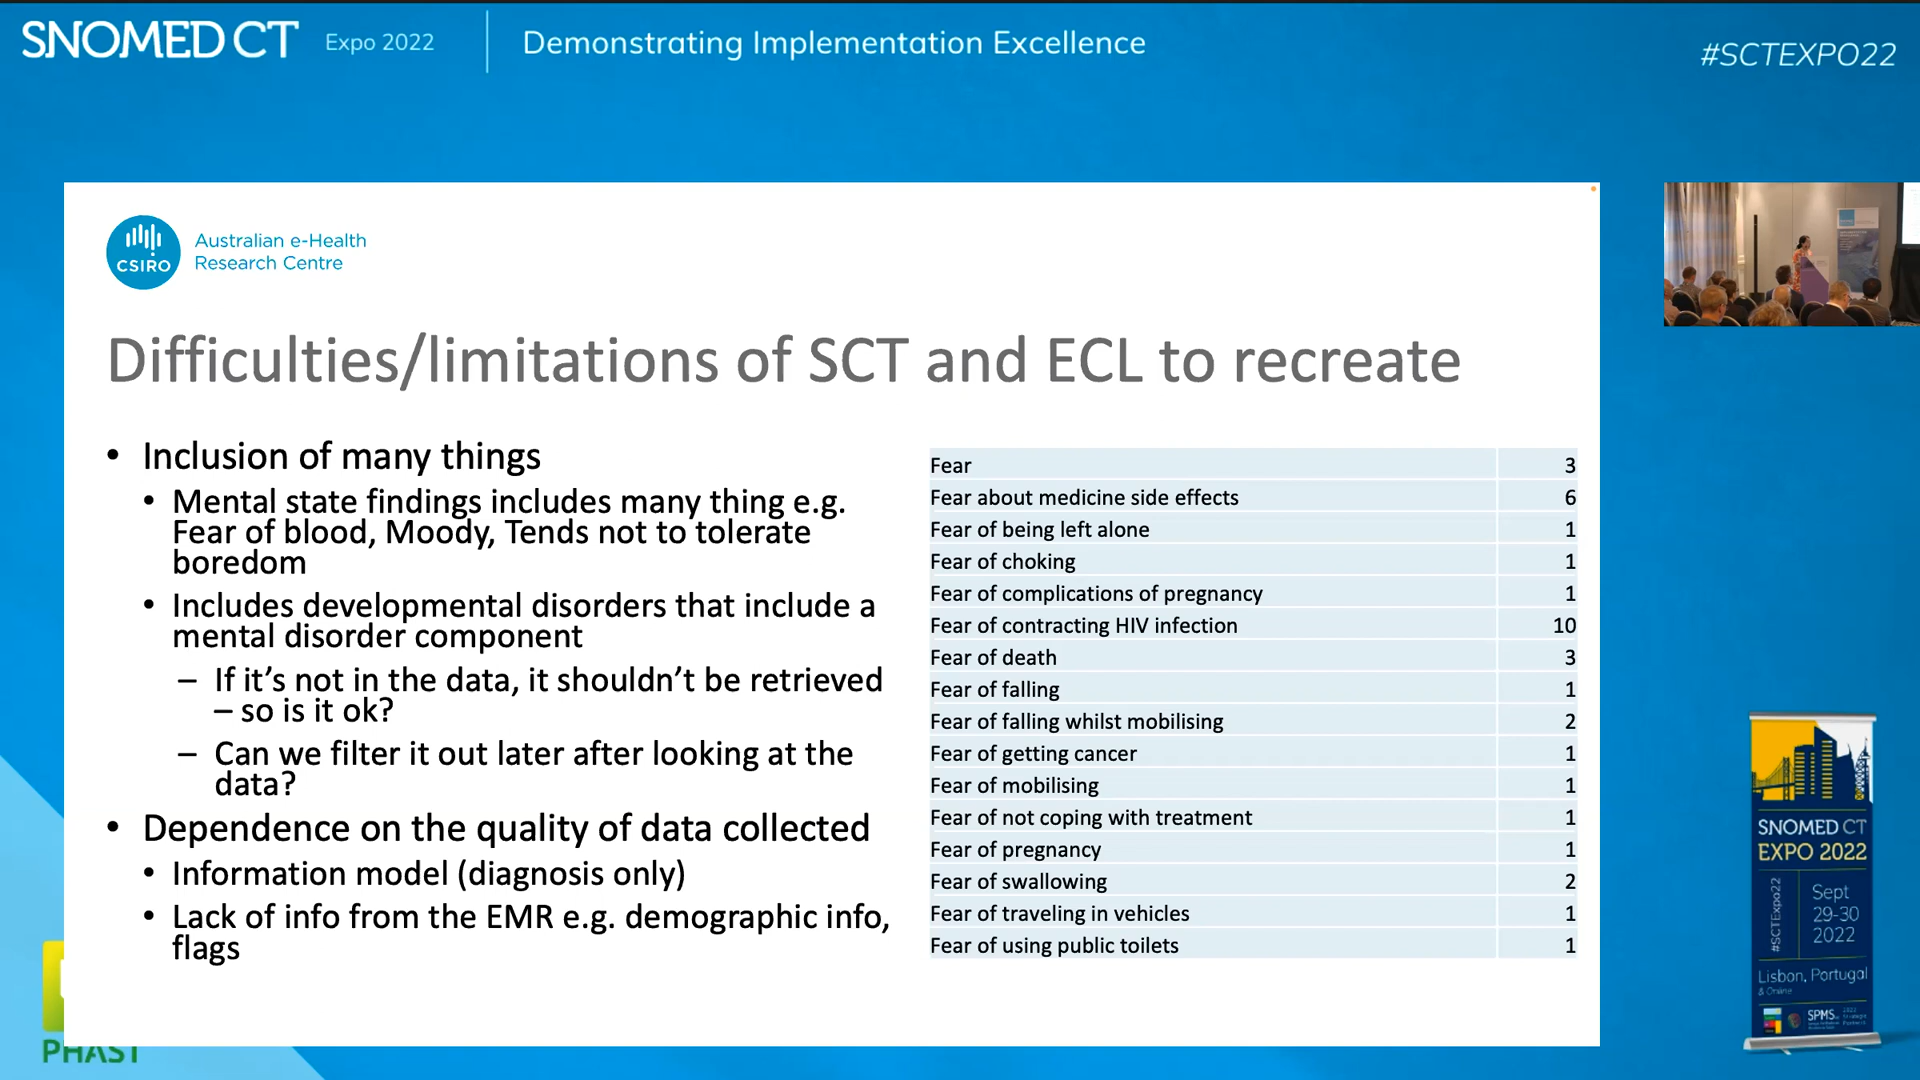 SNOMED CT Expo 2022 Demonstrating Implementation Excellence
#SCTEXPO22
CSIRO
Australian e-Health
Research Centre
Difficulties/limitations of SCT and ECL to recreate
• Inclusion of many things
• Mental state findings includes many thing e.g.
Fear of blood, Moody, Tends not to tolerate
boredom
• Includes developmental disorders that include a
mental disorder component
– If it’s not in the data, it shouldn’t be retrieved
– so is it ok?
– Can we filter it out later after looking at the
data?
• Dependence on the quality of data collected
• Information model (diagnosis only)
• Lack of info from the EMR e.g. demographic info,
flags
Fear 3
Fear about medicine side effects 6
Fear of being left alone 1
Fear of choking 1
Fear of complications of pregnancy 1
Fear of contracting HIV infection 10
Fear of death 3
Fear of falling 1
Fear of falling whilst mobilising 2
Fear of getting cancer 1
Fear of mobilising 1
Fear of not coping with treatment 1
Fear of pregnancy 1
Fear of swallowing 2
Fear of traveling in vehicles 1
Fear of using public toilets 1
PHAST
SNOMED CT
EXPO 2022
#SCTExpo22
Sept
29-30
2022
Lisbon, Portugal
& Online
SPMS